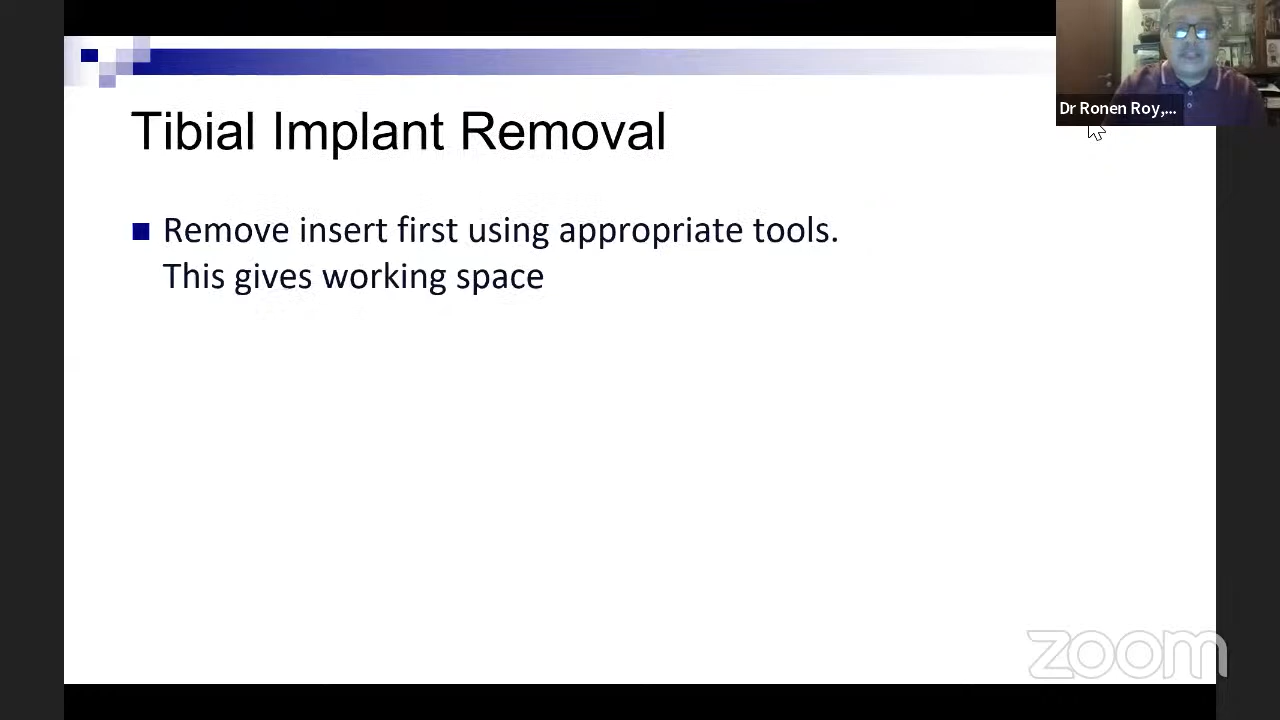 Dr Ronen Roy,...
Tibial Implant Removal
Remove insert first using appropriate tools.
This gives working space
zoom